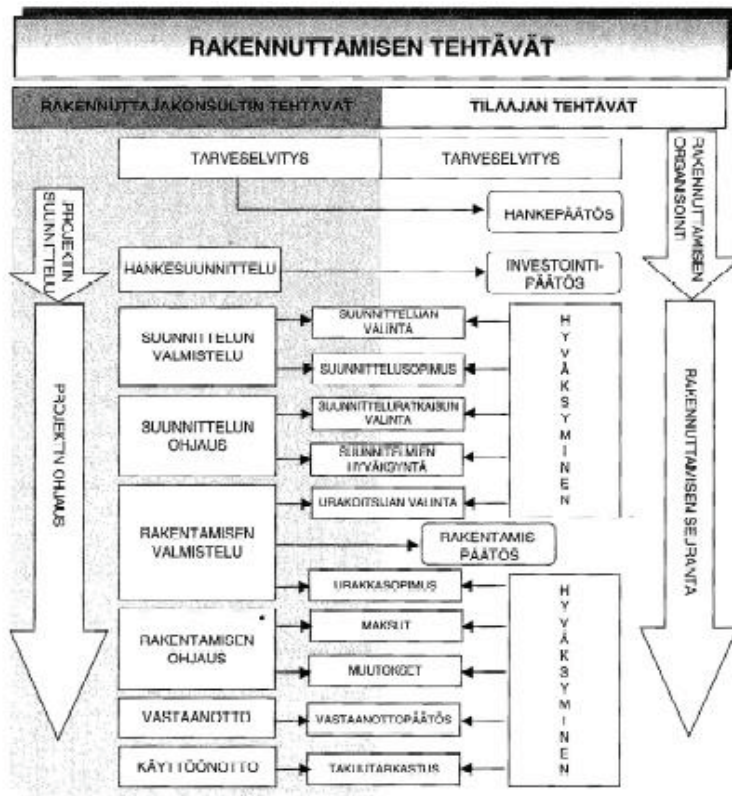 RAKENNUTTAMISEN TEHTÄVÄT
RAKENNUTTAJAKONSULTIN TEHTÄVÄT
TILAAJAN TEHTÄVÄT
TARVESELVITYS
TARVESELVITYS
RAKENNUTTAMISEN
ORGANISOINTI
PROJEKTIN
SUUNNITTELU
HANKEPÄÄTÖS
HANKESUUNNITTELU
INVESTOINTI-
PÄÄTÖS
SUUNNITTELUN
VALMISTELU
SUUNNITTELIJAN
VALINTA
SUUNNITTELUSOPIMUS
HYVÄKSYMINEN
PROJEKTIN OHJAUS
RAKENNUTTAMISEN SEURANTA
SUUNNITTELUN
OHJAUS
SUUNNITTELURATKAISUN
VALINTA
SUUNNITELMIEN
HYVÄKSYNTÄ
RAKENTAMISEN
VALMISTELU
URAKOITSIJAN VALINTA
RAKENTAMIS
PÄÄTÖS
URAKKASOPIMUS
HYVÄKSYMINEN
RAKENTAMISEN
OHJAUS
MAKSUT
MUUTOKSET
VASTAANOTTO
VASTAANOTTOPÄÄTÖS
KÄYTTÖÖNOTTO
TAKUUTARKASTUS